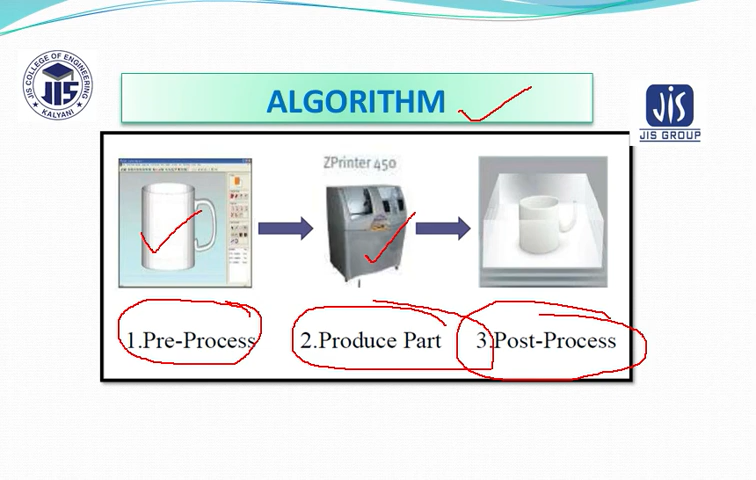 JIS COLLEGE OF ENGINEERING
JIS
KALYANI
ALGORITHM
JIS
JIS GROUP
ZPrinter 450
1.Pre-Process
2.Produce Part
3.Post-Process